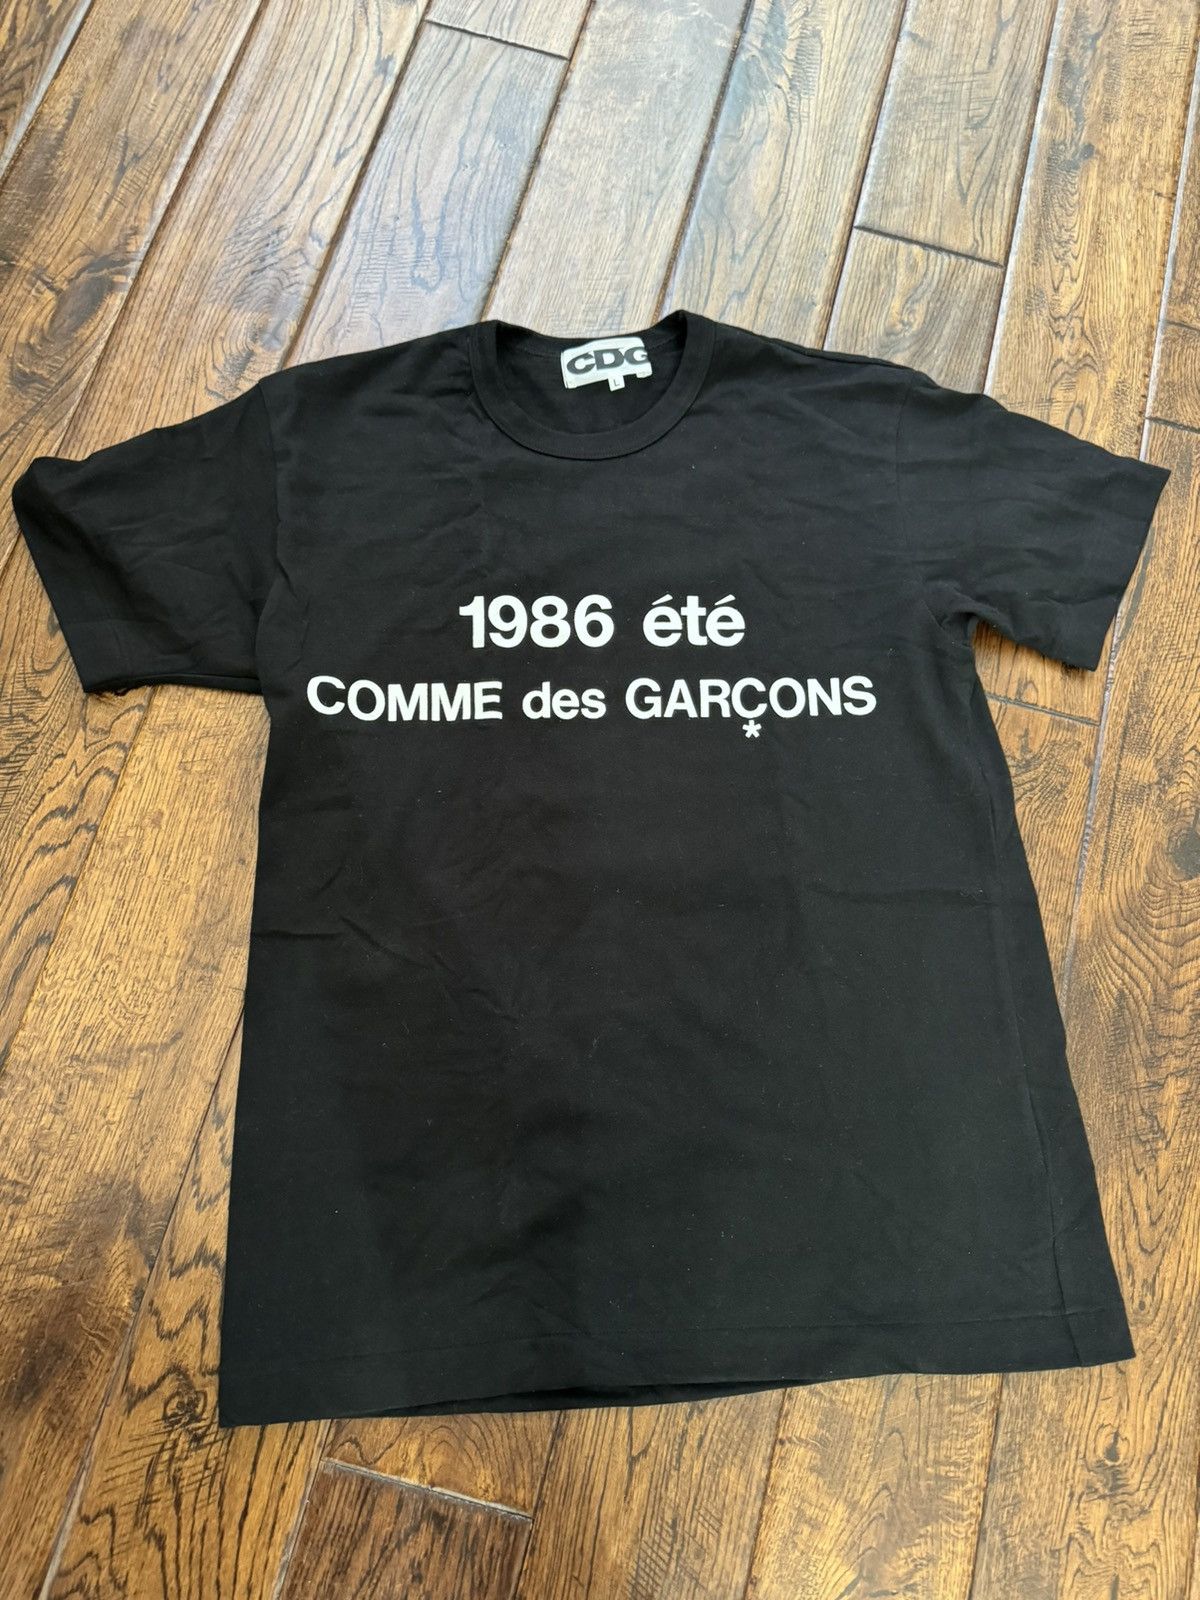 CDG
L
1986 été
COMME des GARÇONS
*